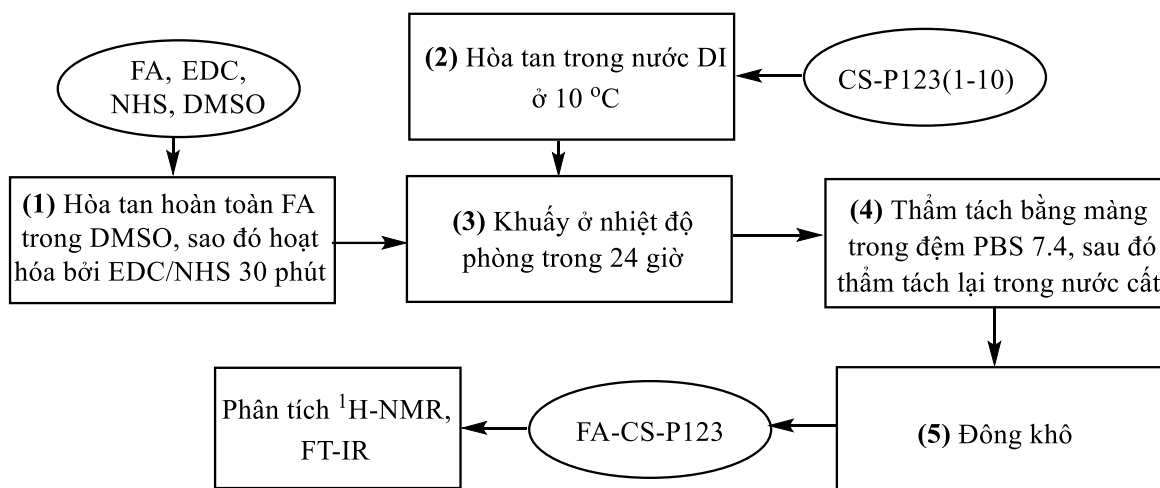 FA, EDC,
NHS, DMSO
(2) Hòa tan trong nước DI
ở 10 °C
CS-P123(1-10)
(1) Hòa tan hoàn toàn FA
trong DMSO, sao đó hoạt
hóa bởi EDC/NHS 30 phút
(3) Khuấy ở nhiệt độ
phòng trong 24 giờ
(4) Thẩm tách bằng màng
trong đệm PBS 7.4, sau đó
thẩm tách lại trong nước cất
Phân tích ¹H-NMR,
FT-IR
FA-CS-P123
(5) Đông khô